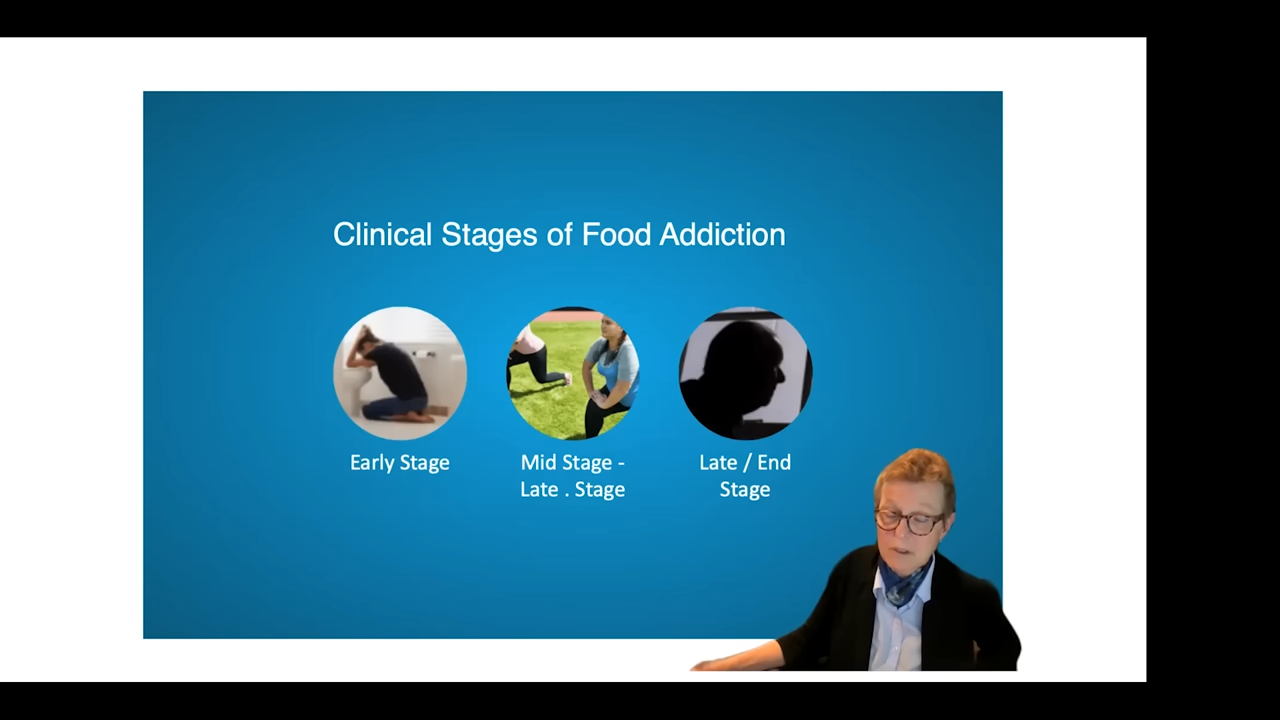 Clinical Stages of Food Addiction
Early Stage
Mid Stage -
Late . Stage
Late / End
Stage